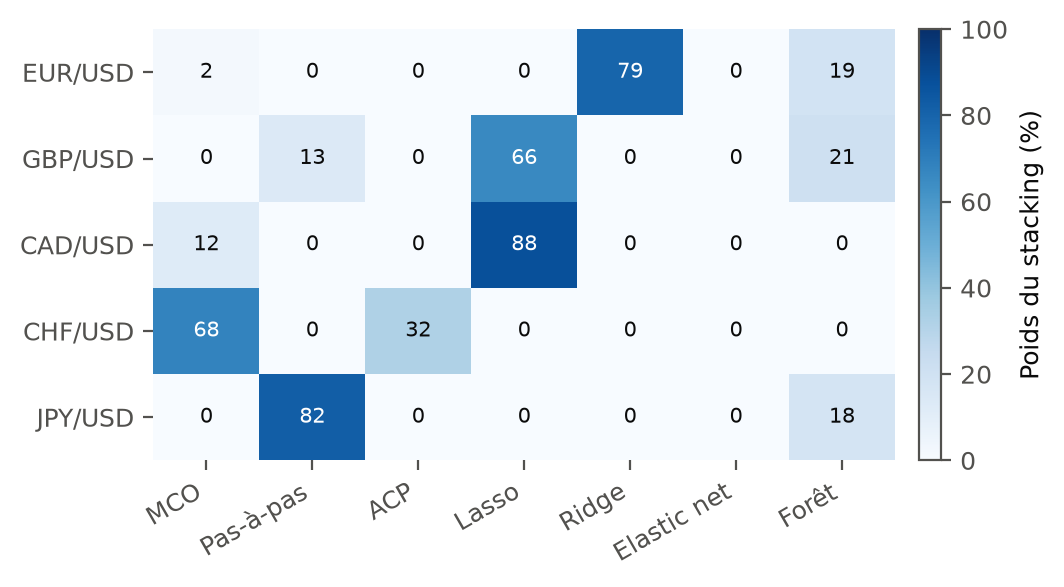 EUR/USD 2 0 0 0 79 0 19
GBP/USD 0 13 0 66 0 0 21
CAD/USD 12 0 0 88 0 0 0
CHF/USD 68 0 32 0 0 0 0
JPY/USD 0 82 0 0 0 0 18
MCO Pas-à-pas ACP Lasso Ridge Elastic net Forêt
100
80
60
40
20
0
Poids du stacking (%)